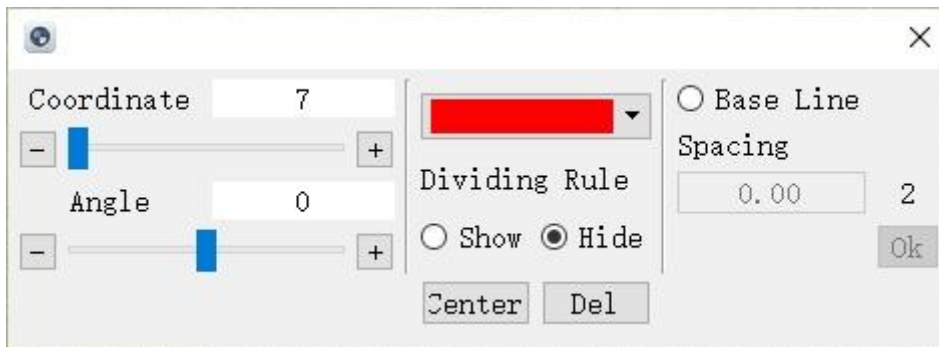 Coordinate 7
- +
Angle 0
- +
Dividing Rule
Show Hide
Center Del
Base Line
Spacing
0.00 2
Ok